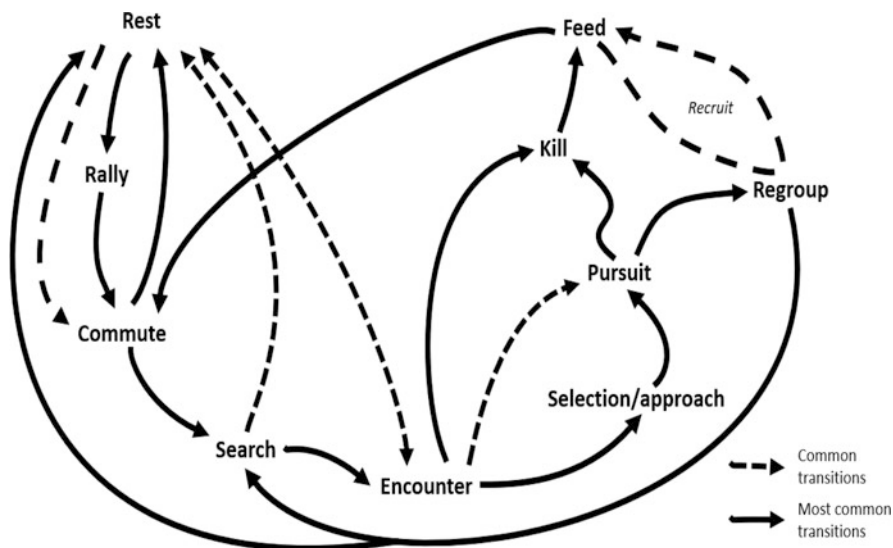 Rest
Feed
Recruit
Kill
Rally
Regroup
Pursuit
Commute
Selection/approach
Search
Encounter
Common
transitions
Most common
transitions